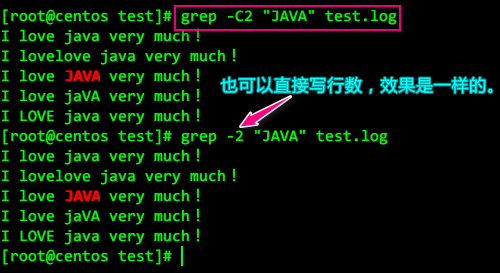 [root@centos test]# grep -C2 "JAVA" test.log
I love java very much！
I lovelove java very much！
I love JAVA very much！
I love jaVA very much！
I LOVE java very much！
也可以直接写行数，效果是一样的。
[root@centos test]# grep -2 "JAVA" test.log
I love java very much！
I lovelove java very much！
I love JAVA very much！
I love jaVA very much！
I LOVE java very much！
[root@centos test]#